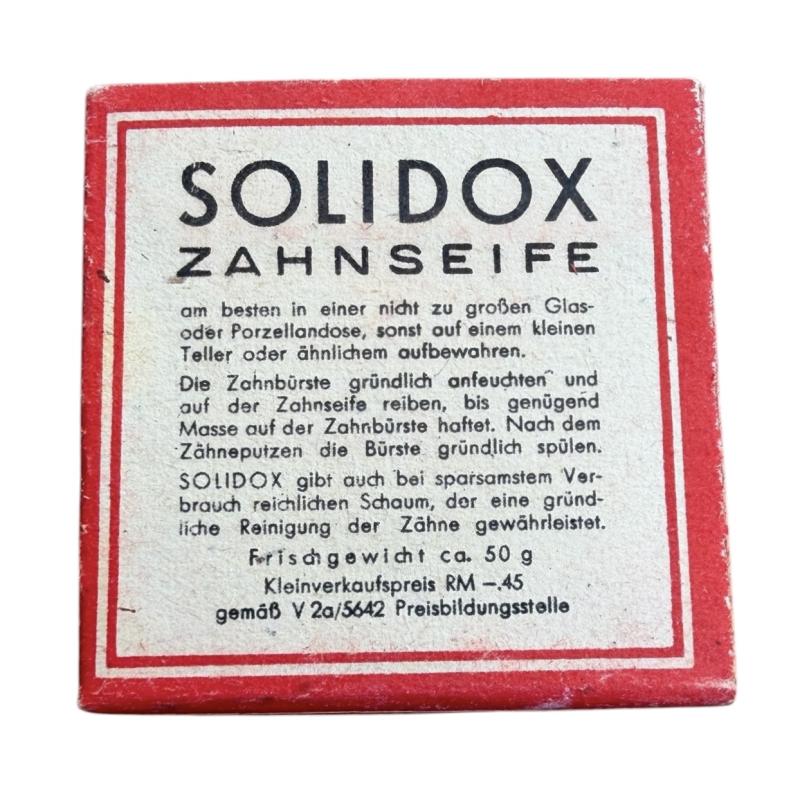 SOLIDOX
ZAHNSEIFE
am besten in einer nicht zu großen Glas-
oder Porzellandose, sonst auf einem kleinen
Teller oder ähnlichem aufbewahren.
Die Zahnbürste gründlich anfeuchten und
auf der Zahnseife reiben, bis genügend
Masse auf der Zahnbürste haftet. Nach dem
Zähneputzen die Bürste gründlich spülen.
SOLIDOX gibt auch bei sparsamstem Ver-
brauch reichlichen Schaum, der eine gründ-
liche Reinigung der Zähne gewährleistet.
Frischgewicht ca. 50 g
Kleinverkaufspreis RM –.45
gemäß V 2a/5642 Preisbildungsstelle